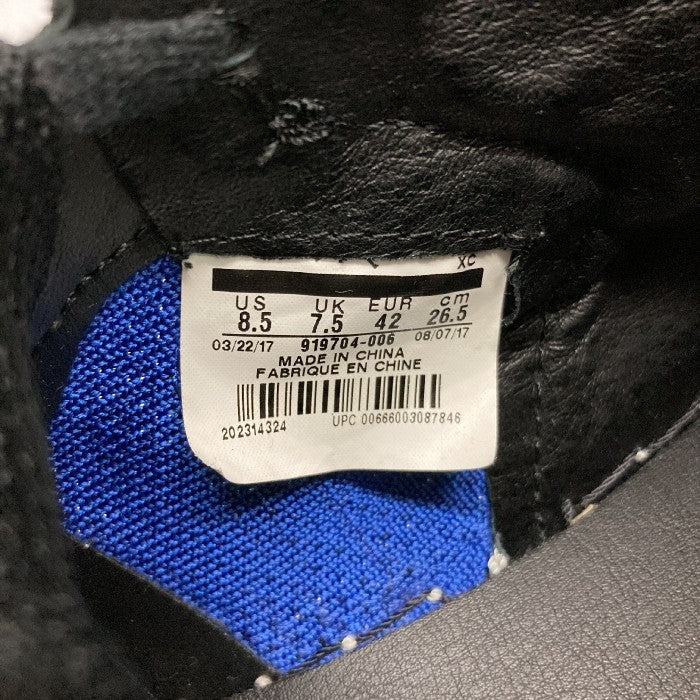 XC
US UK EUR cm
8.5 7.5 42 26.5
03/22/17 919704-006 08/07/17
MADE IN CHINA
FABRIQUE EN CHINE
202314324 UPC 00666003087846